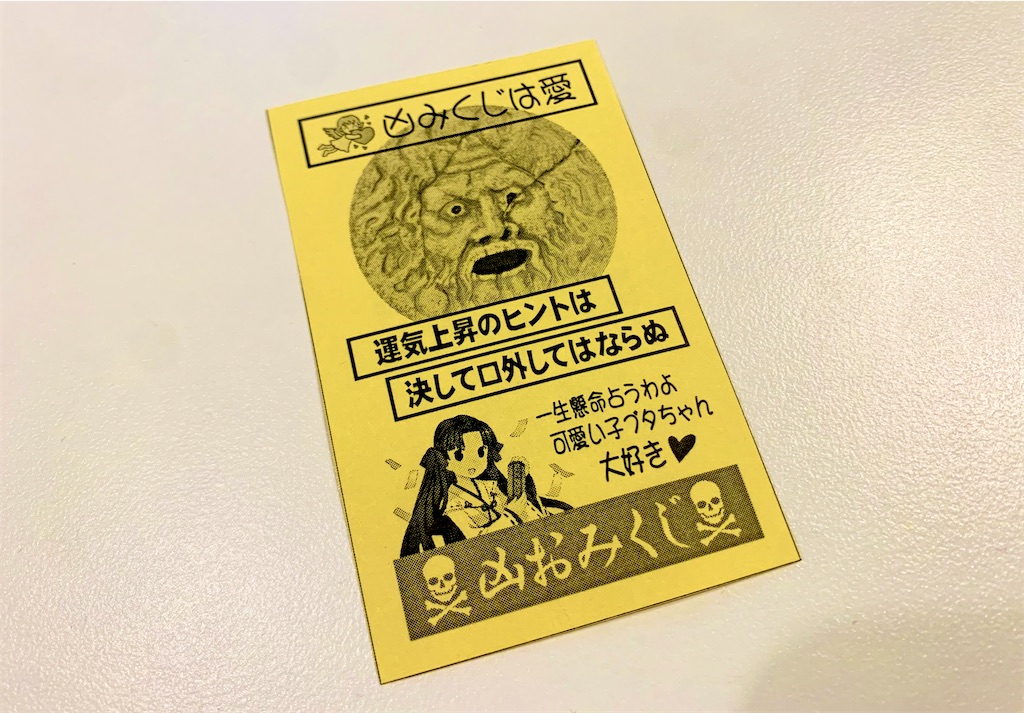 凶みくじは愛
運気上昇のヒントは
決して口外してはならぬ
一生懸命占うわよ
可愛い子ブタちゃん
大好き♥
凶おみくじ